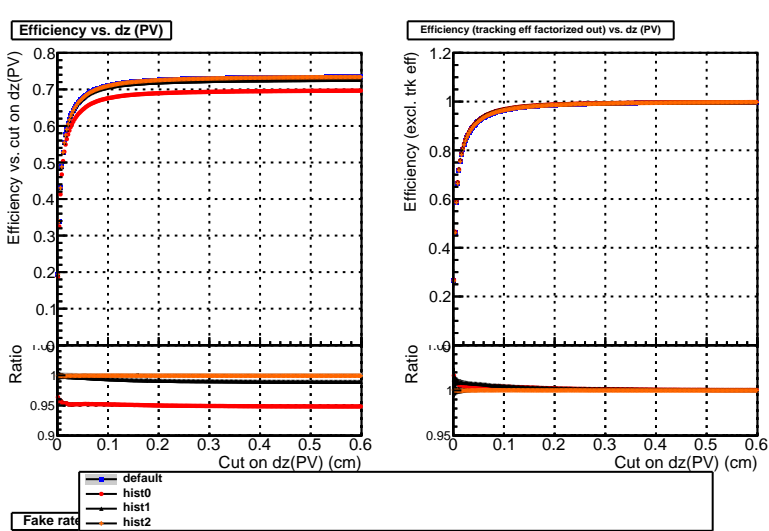 Efficiency vs. dz (PV)
Efficiency vs. cut on dz(PV)
0.8
0.7
0.6
0.5
0.4
0.3
0.2
0.1
Ratio
1
0.95
0.9
0 0.1 0.2 0.3 0.4 0.5 0.6
Cut on dz(PV) (cm)
Efficiency (tracking eff factorized out) vs. dz (PV)
Efficiency (excl. trk eff)
1.2
1
0.8
0.6
0.4
0.2
Ratio
1
0.95
0 0.1 0.2 0.3 0.4 0.5 0.6
Cut on dz(PV) (cm)
default
hist0
hist1
hist2
Fake rate